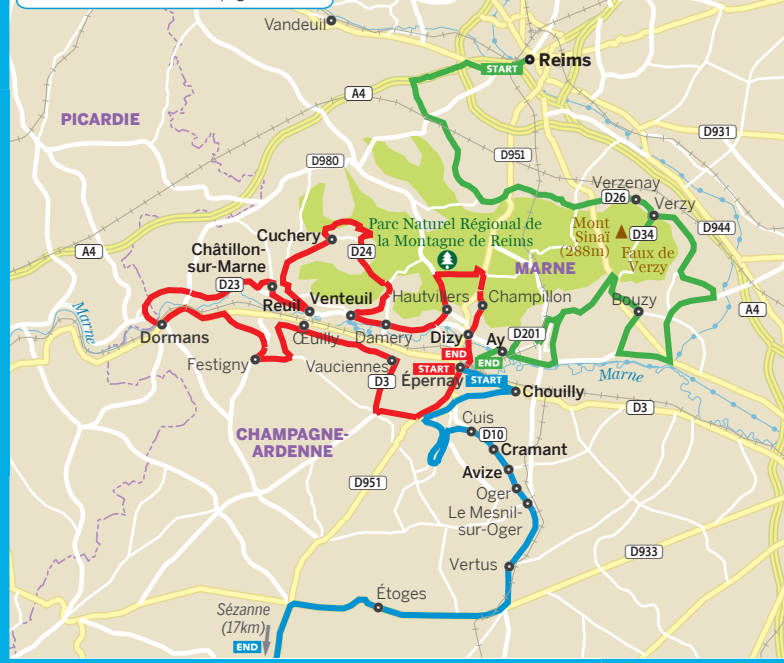 Vandeuil
Reims
START
A4
PICARDIE
D931
D951
D980
Verzenay
D26
Verzy
Mont
Sinaï
(288m)
D34
D944
Faux de
Verzy
Parc Naturel Régional de
la Montagne de Reims
MARNE
Cuchery
D24
A4
Châtillon-
sur-Marne
D23
A4
Reuil
Venteuil
Hautvillers
Champillon
Bouzy
Marne
Dormans
Œuilly
Damery
Dizy
Ay
D201
END
END
Festigny
Vauciennes
START
Épernay
START
Marne
D3
Chouilly
D3
CHAMPAGNE-
ARDENNE
Cuis
D10
Cramant
Avize
D951
Oger
Le Mesnil-
sur-Oger
D933
Vertus
Étoges
Sézanne
(17km)
END